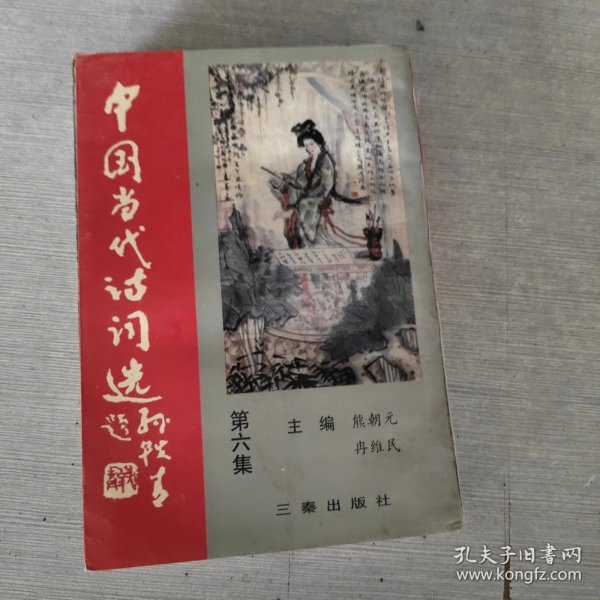 中国当代诗词选
题
第六集
主编 熊朝元
冉维民
三秦出版社
孔夫子旧书网
www.kongfz.com